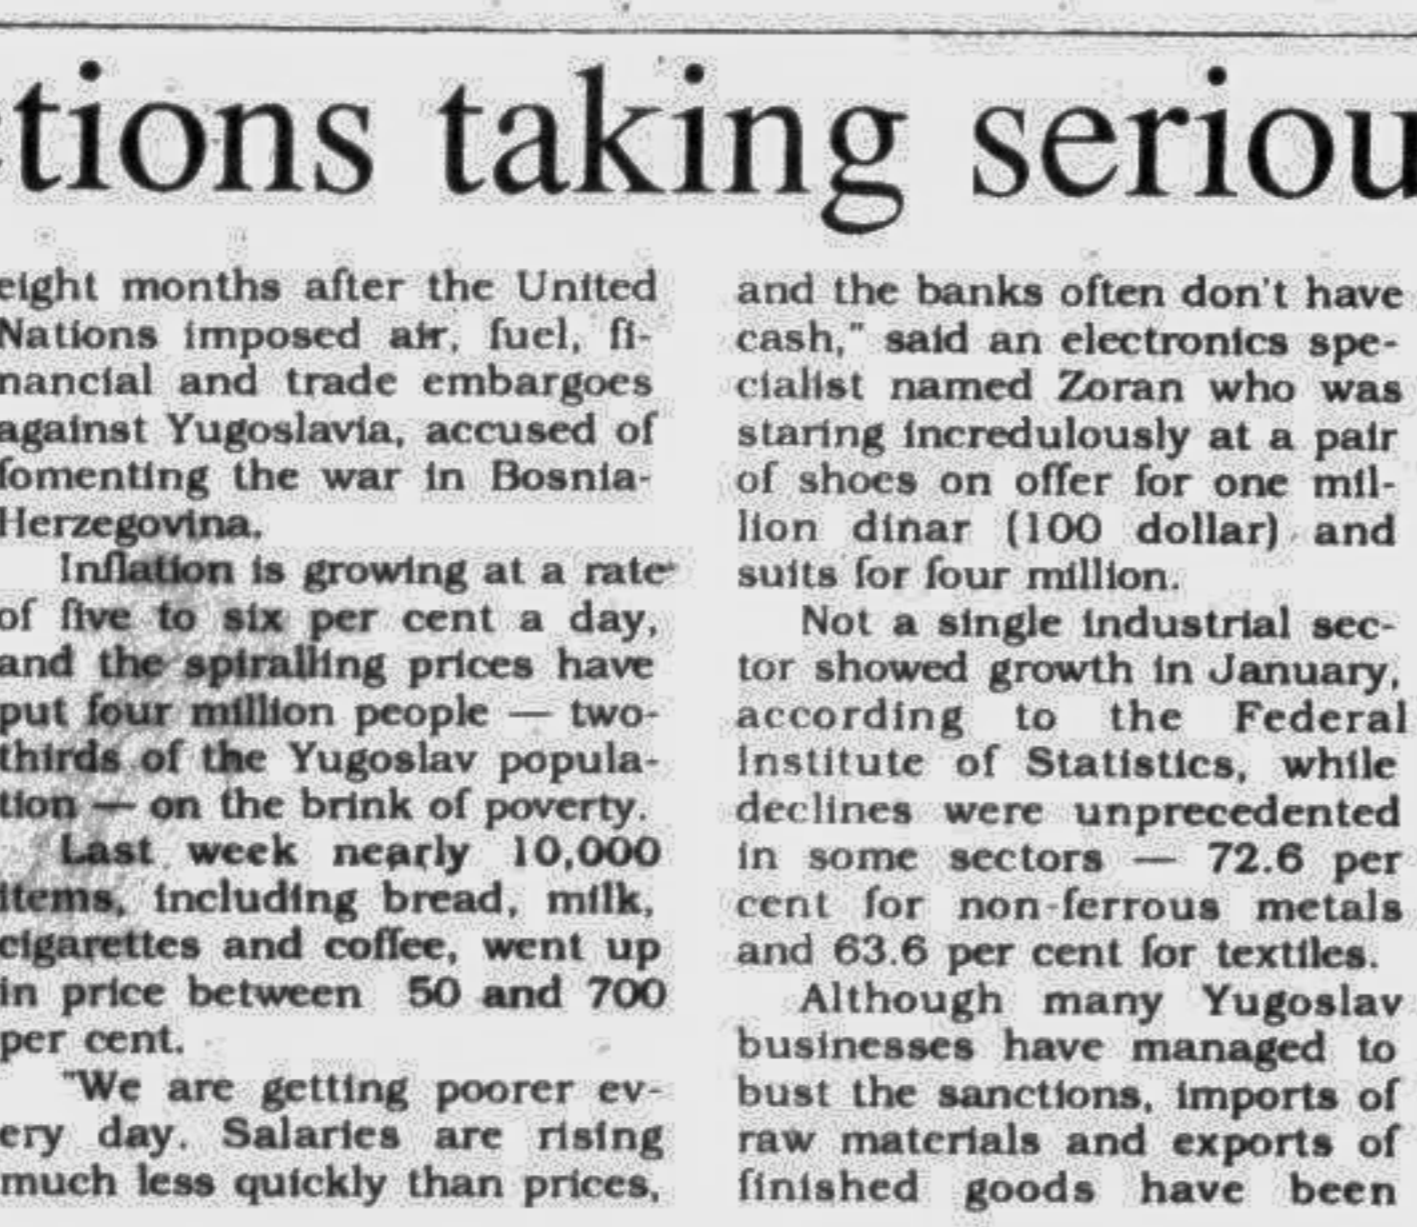 ctions taking seriou
eight months after the United
Nations imposed air, fuel, fi-
nancial and trade embargoes
against Yugoslavia, accused of
fomenting the war in Bosnia-
Herzegovina.
Inflation is growing at a rate
of five to six per cent a day,
and the spiralling prices have
put four million people — two-
thirds of the Yugoslav popula-
tion — on the brink of poverty.
Last week nearly 10,000
items, including bread, milk,
cigarettes and coffee, went up
in price between 50 and 700
per cent.
"We are getting poorer ev-
ery day. Salaries are rising
much less quickly than prices,
and the banks often don't have
cash," said an electronics spe-
cialist named Zoran who was
staring incredulously at a pair
of shoes on offer for one mil-
lion dinar (100 dollar) and
suits for four million.
Not a single industrial sec-
tor showed growth in January,
according to the Federal
Institute of Statistics, while
declines were unprecedented
in some sectors — 72.6 per
cent for non-ferrous metals
and 63.6 per cent for textiles.
Although many Yugoslav
businesses have managed to
bust the sanctions, imports of
raw materials and exports of
finished goods have been